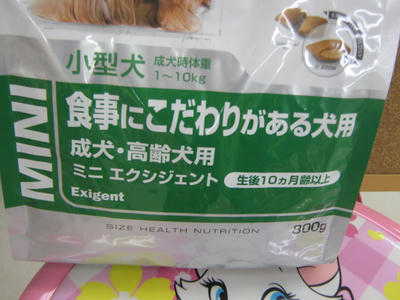 小型犬 成犬時体重
1~10kg
MINI
食事にこだわりがある犬用
成犬・高齢犬用
ミニ エクシジェント 生後10ヵ月齢以上
Exigent
SIZE HEALTH NUTRITION
800g